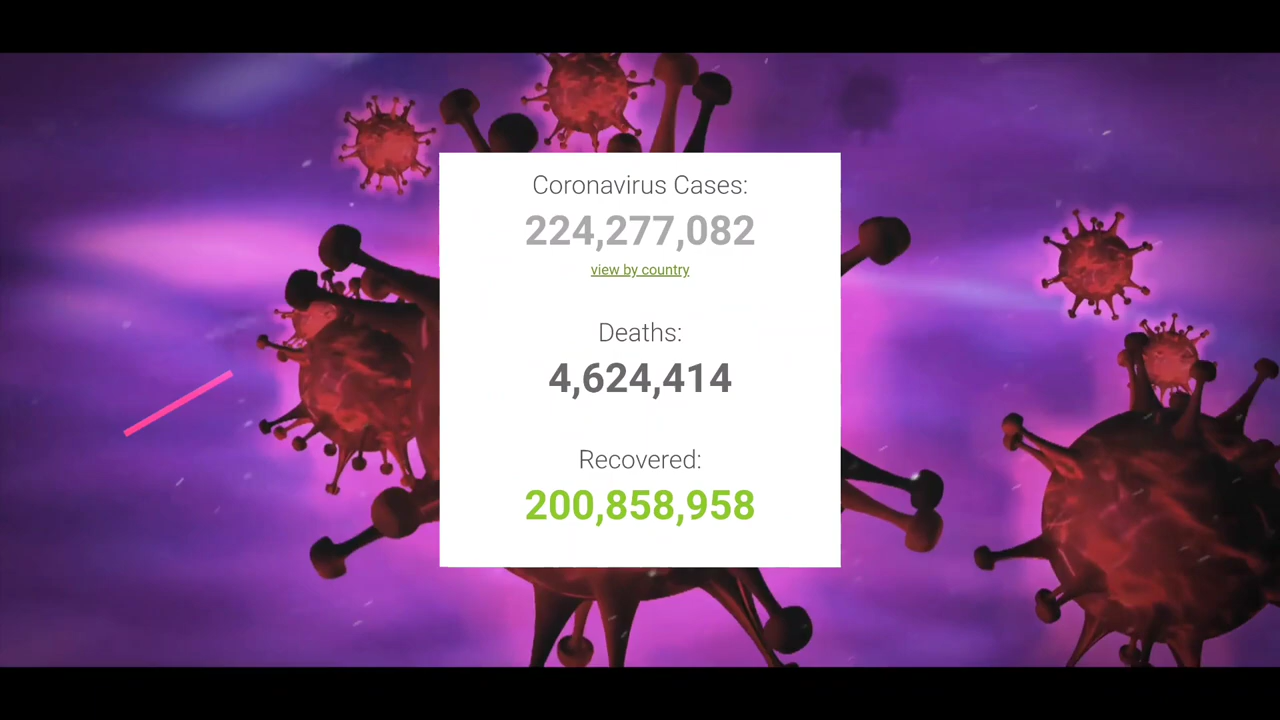 Coronavirus Cases:
224,277,082
view by country
Deaths:
4,624,414
Recovered:
200,858,958